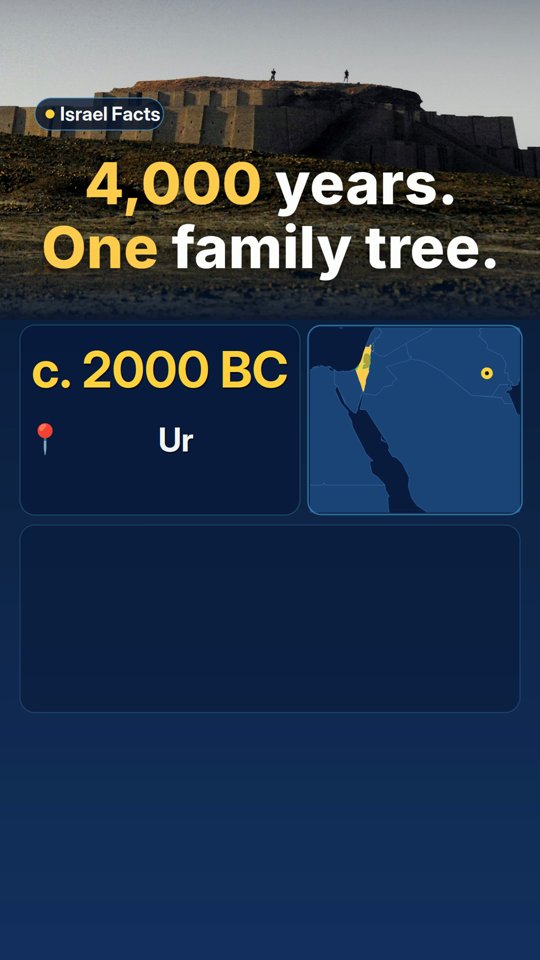 Israel Facts
4,000 years.
One family tree.
c. 2000 BC
Ur